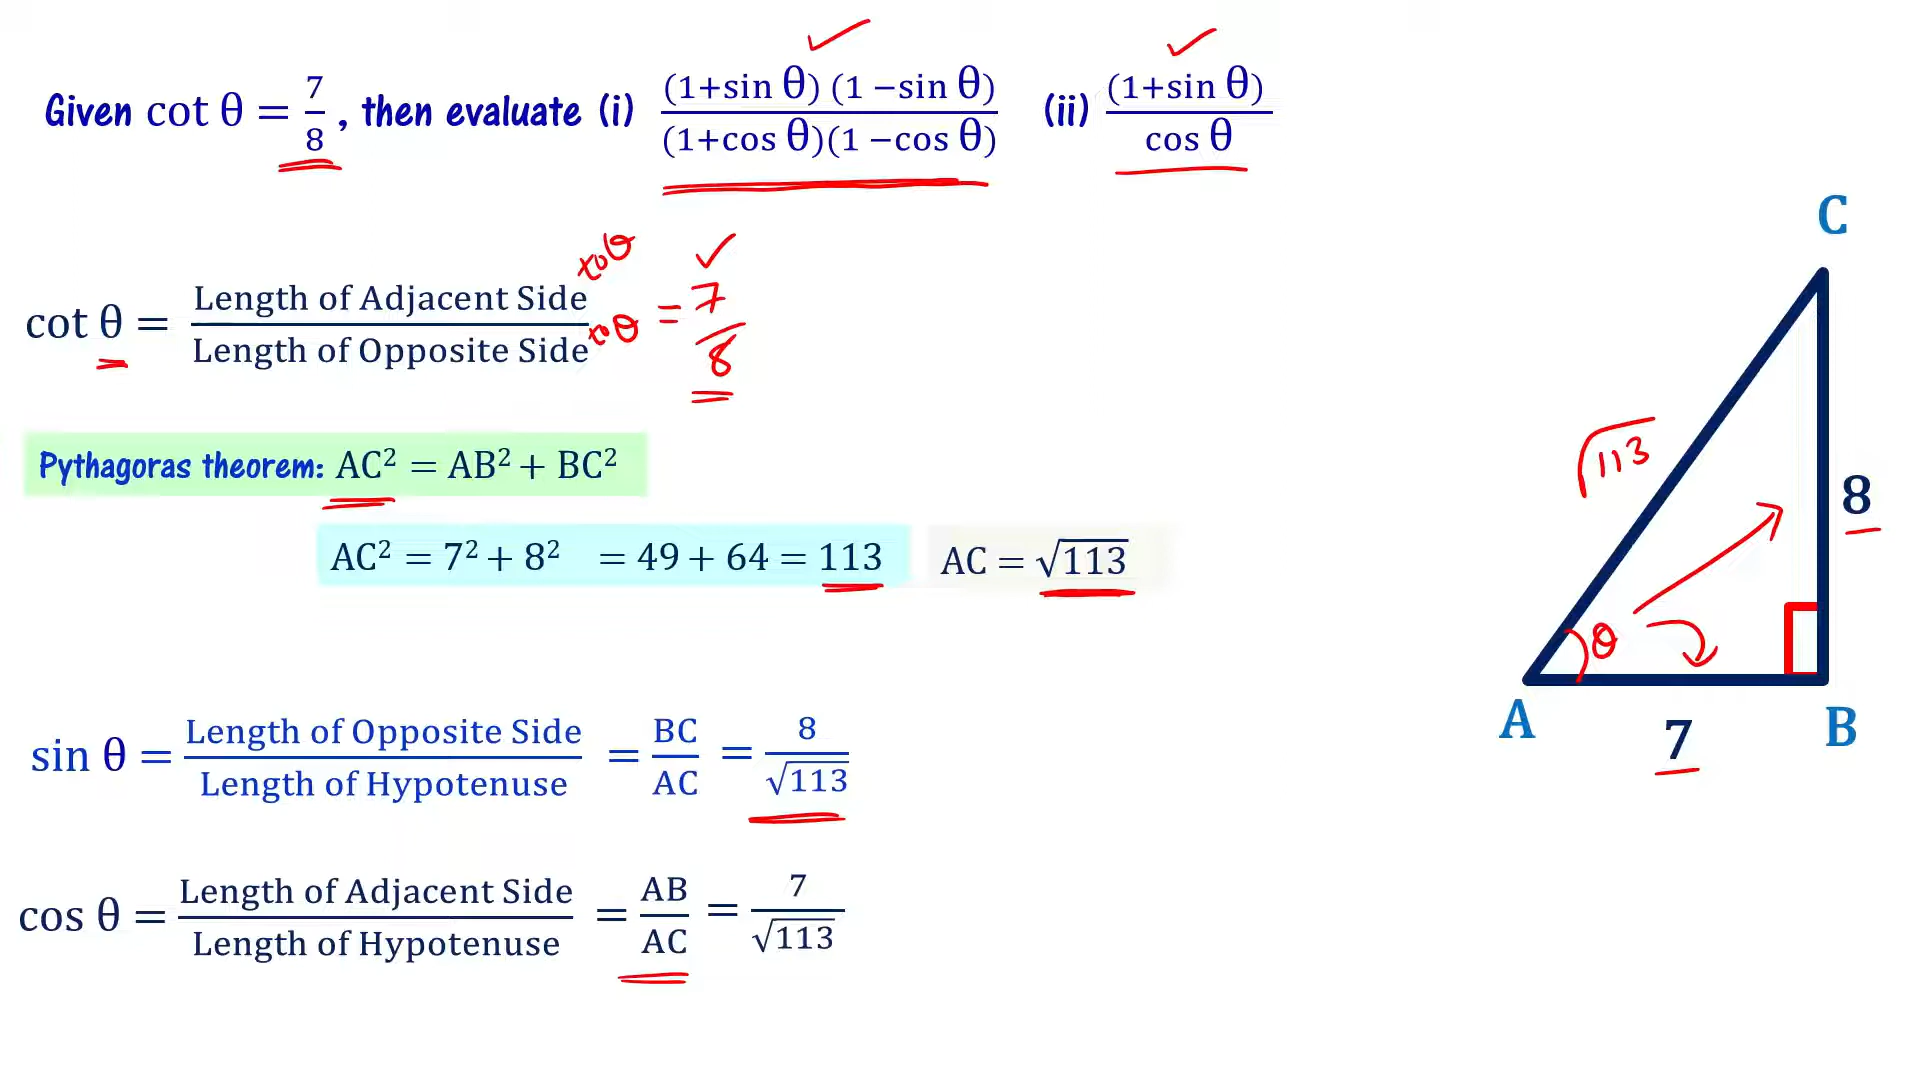 Given cot θ = 7/8, then evaluate (i) (1+sin θ) (1 −sin θ)/(1+cos θ)(1 −cos θ) (ii) (1+sin θ)/cos θ
cot θ = Length of Adjacent Side to θ/Length of Opposite Side to θ = 7/8
Pythagoras theorem: AC² = AB² + BC²
AC² = 7² + 8² = 49 + 64 = 113 AC = √113
sin θ = Length of Opposite Side/Length of Hypotenuse = BC/AC = 8/√113
cos θ = Length of Adjacent Side/Length of Hypotenuse = AB/AC = 7/√113
C
√113
8
θ
A
7
B